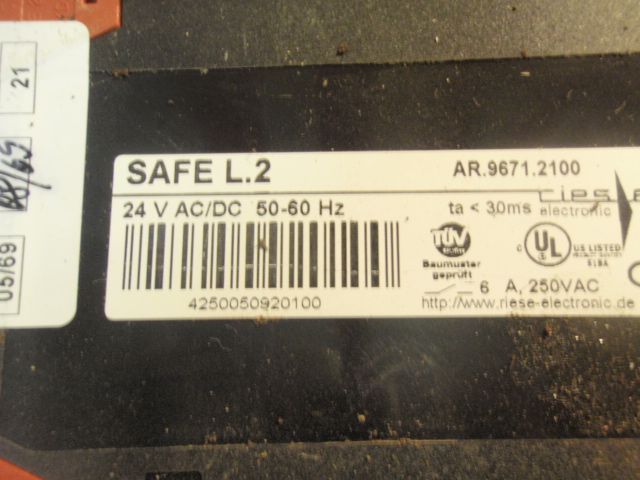 SAFE L.2
AR.9671.2100
24 V AC/DC 50-60 Hz
ta < 30ms
electronic
4250050920100
TÜV
Baumuster
geprüft
C UL US LISTED
6 A, 250VAC
http://www.riese-electronic.de
21
05/69